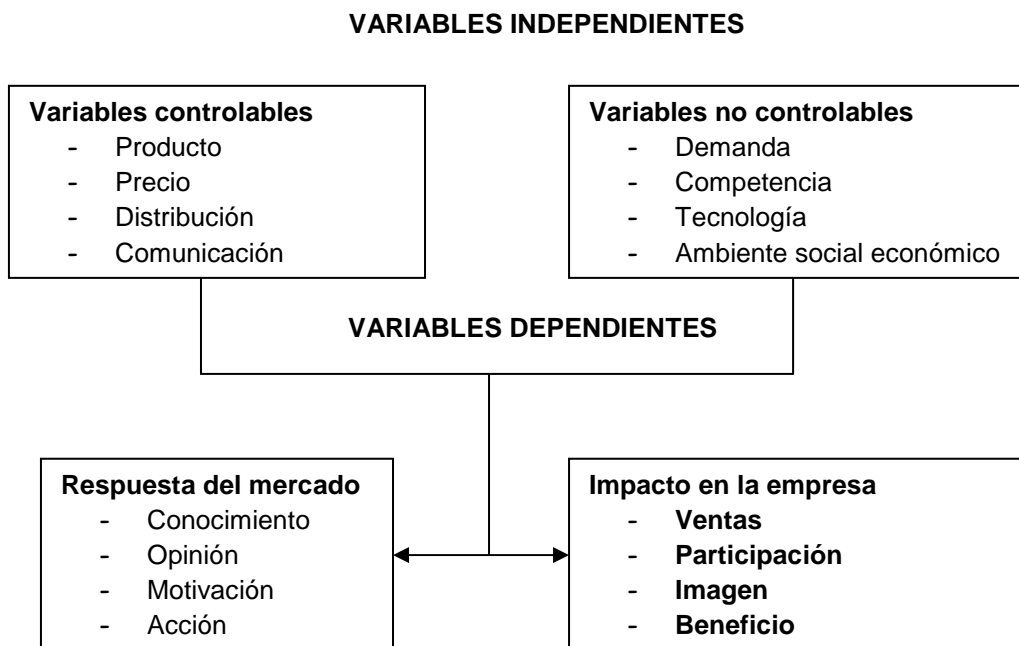 VARIABLES INDEPENDIENTES
Variables controlables
- Producto
- Precio
- Distribución
- Comunicación
Variables no controlables
- Demanda
- Competencia
- Tecnología
- Ambiente social económico
VARIABLES DEPENDIENTES
Respuesta del mercado
- Conocimiento
- Opinión
- Motivación
- Acción
Impacto en la empresa
- Ventas
- Participación
- Imagen
- Beneficio